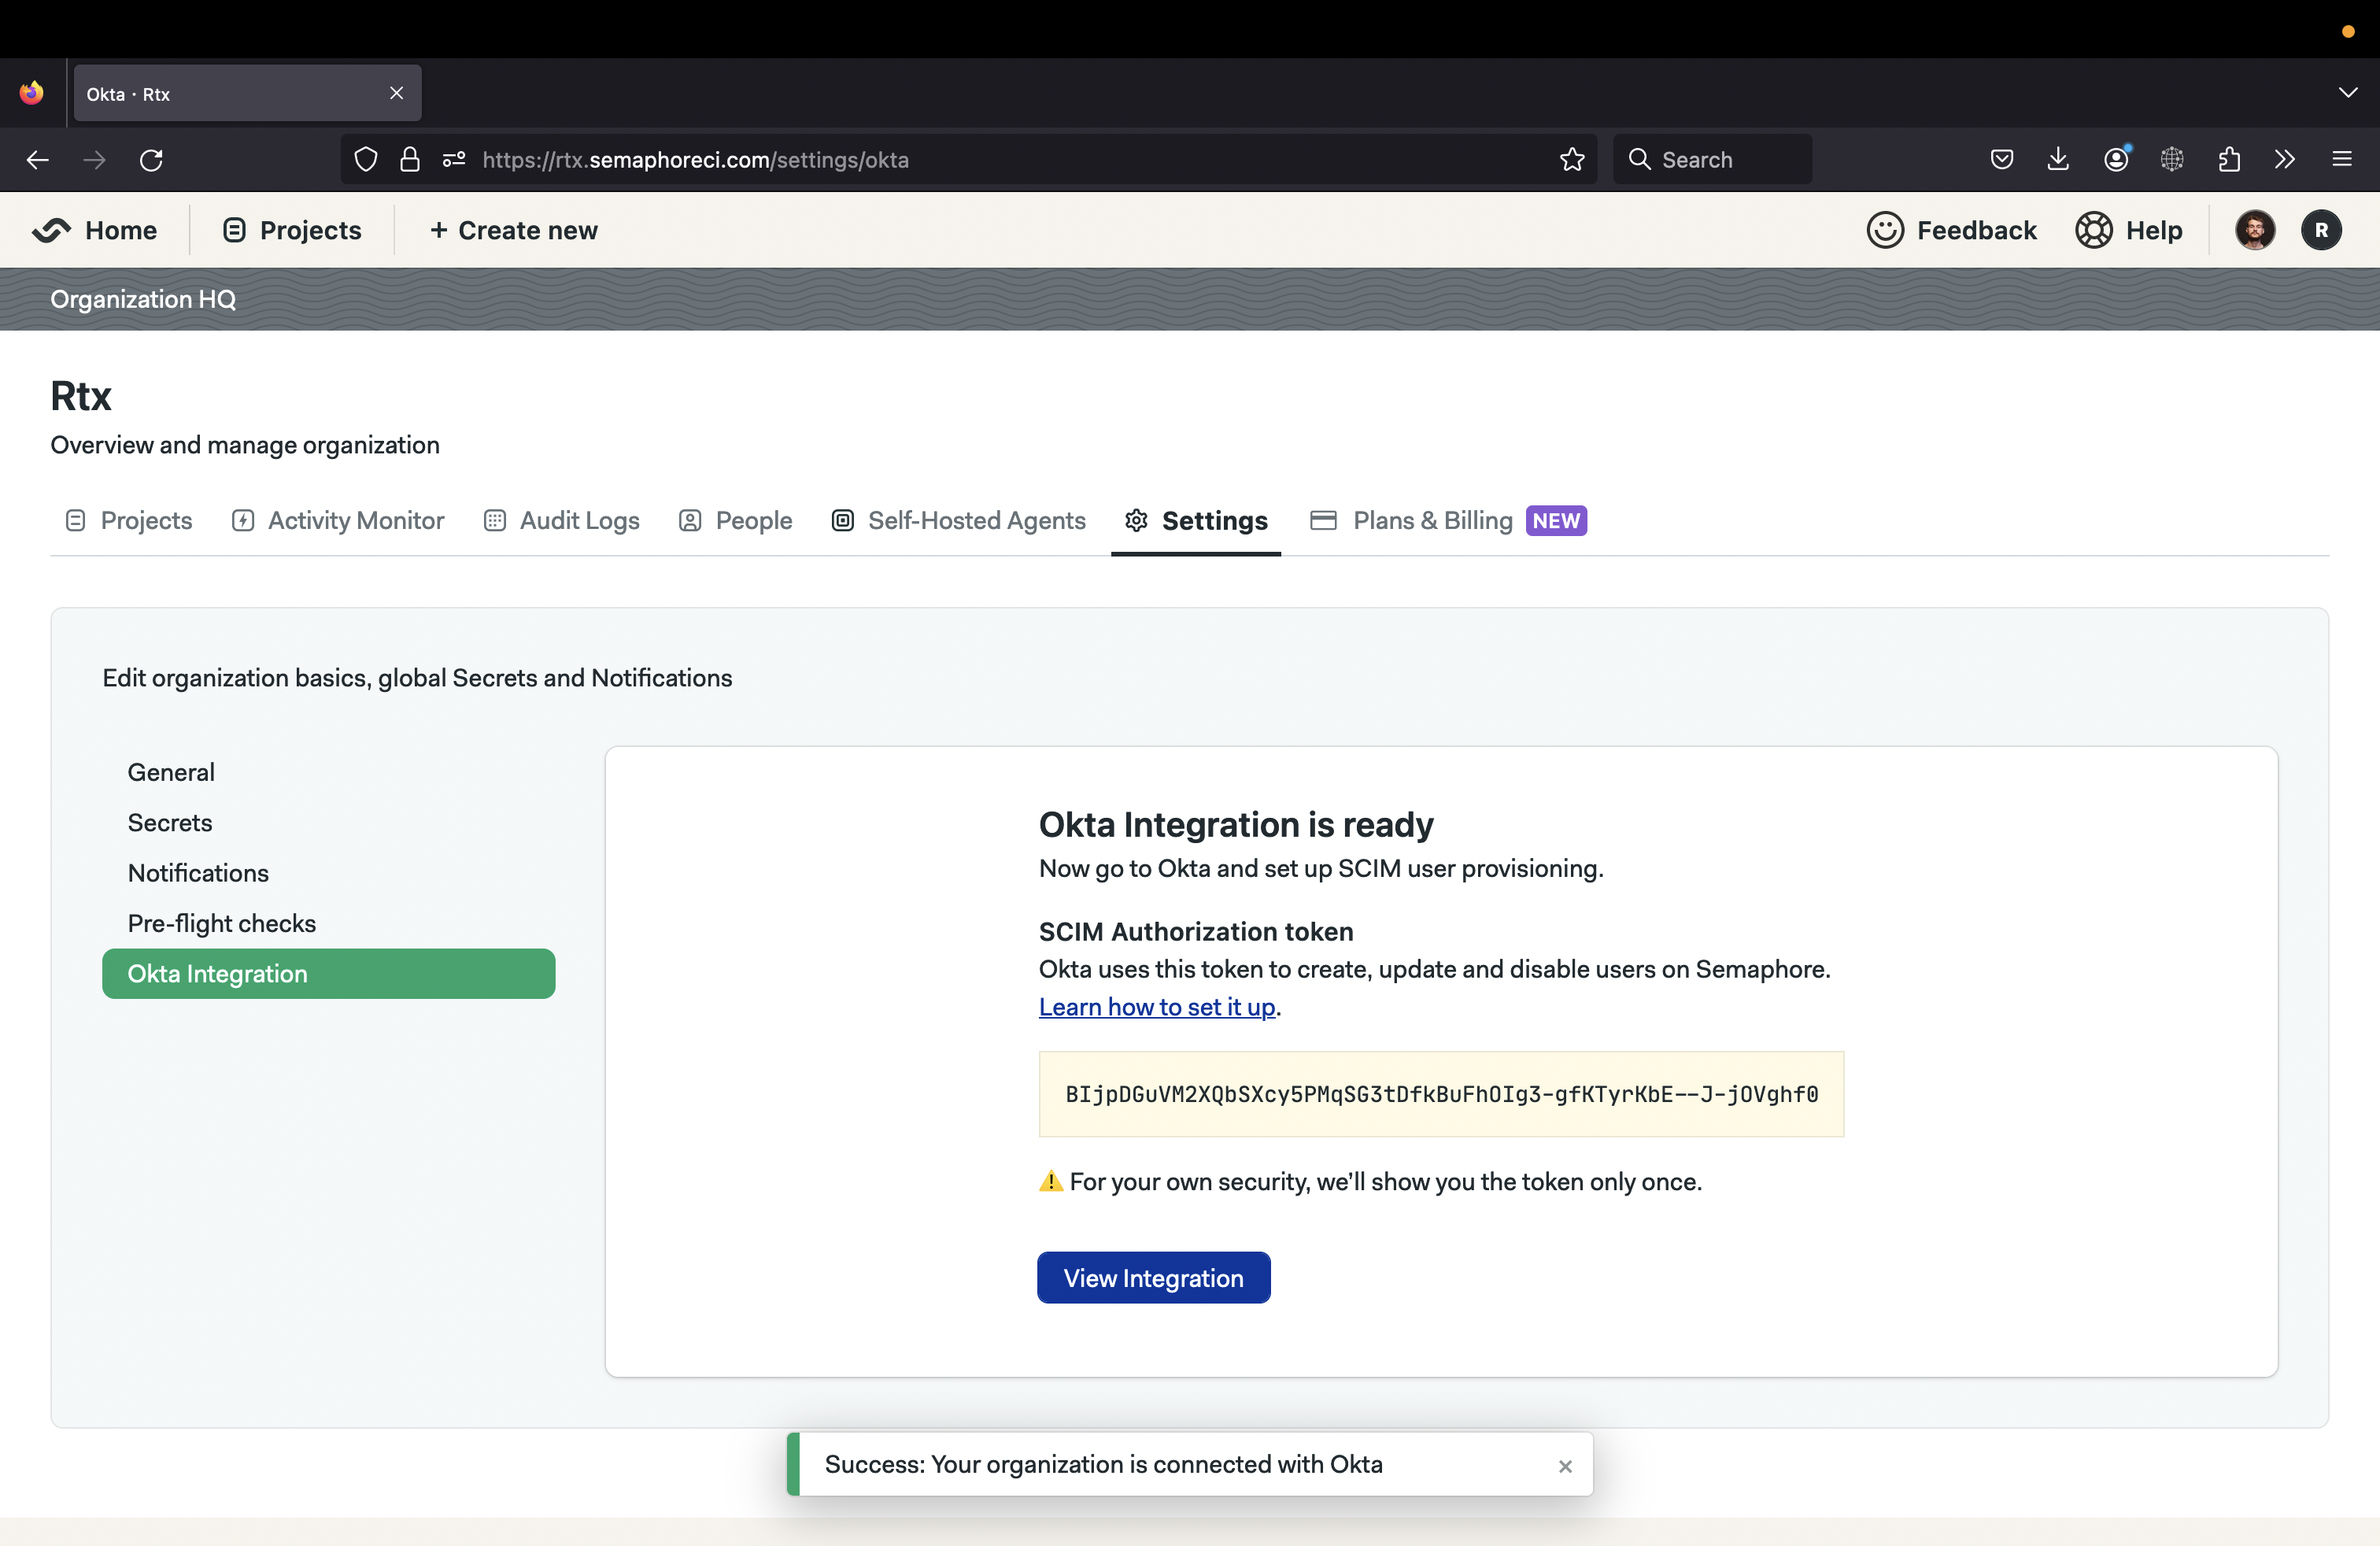 Okta · Rtx
https://rtx.semaphoreci.com/settings/okta
Search
Home
Projects
+ Create new
Feedback
Help
R
Organization HQ
Rtx
Overview and manage organization
Projects
Activity Monitor
Audit Logs
People
Self-Hosted Agents
Settings
Plans & Billing NEW
Edit organization basics, global Secrets and Notifications
General
Secrets
Notifications
Pre-flight checks
Okta Integration
Okta Integration is ready
Now go to Okta and set up SCIM user provisioning.
SCIM Authorization token
Okta uses this token to create, update and disable users on Semaphore.
Learn how to set it up.
BIjpDGuVM2XQbSXcy5PMqSG3tDfkBuFhOIg3-gfKTyrKbE--J-jOVghf0
⚠️ For your own security, we'll show you the token only once.
View Integration
Success: Your organization is connected with Okta